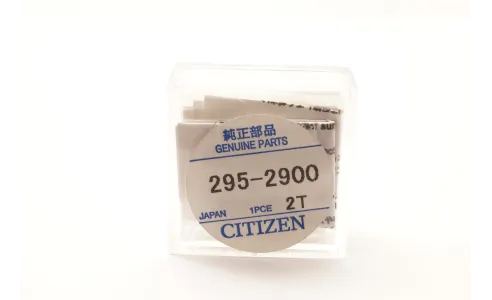 純正部品
GENUINE PARTS
295-2900
JAPAN 1PCE 2T
CITIZEN